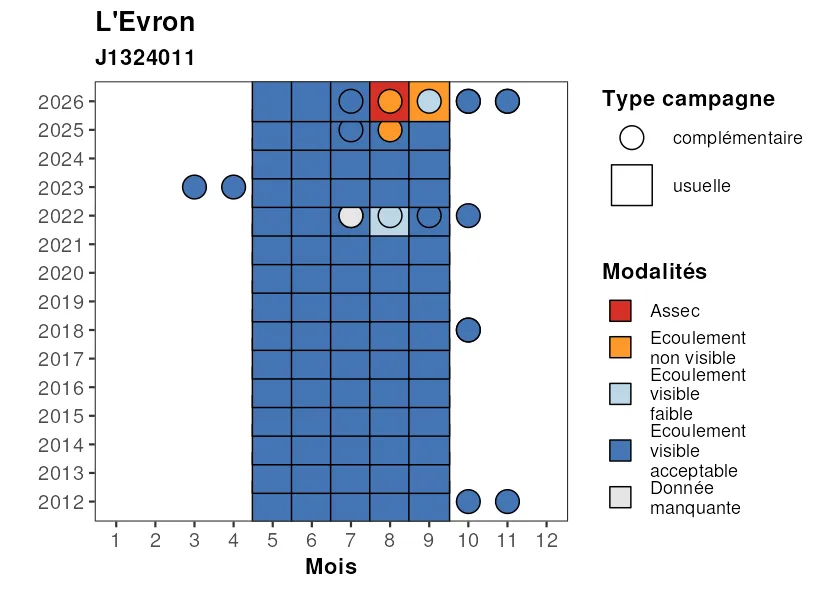 L'Evron
J1324011
2026
2025
2024
2023
2022
2021
2020
2019
2018
2017
2016
2015
2014
2013
2012
1 2 3 4 5 6 7 8 9 10 11 12
Mois
Type campagne
complémentaire
usuelle
Modalités
Assec
Ecoulement
non visible
Ecoulement
visible
faible
Ecoulement
visible
acceptable
Donnée
manquante